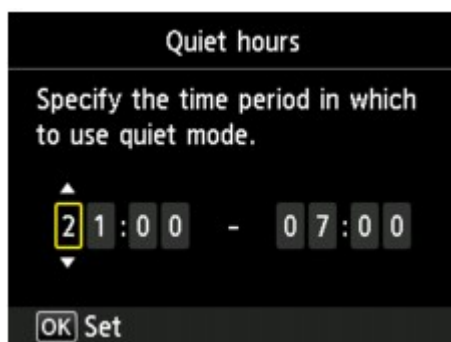 Quiet hours
Specify the time period in which
to use quiet mode.
21:00 - 07:00
OK Set